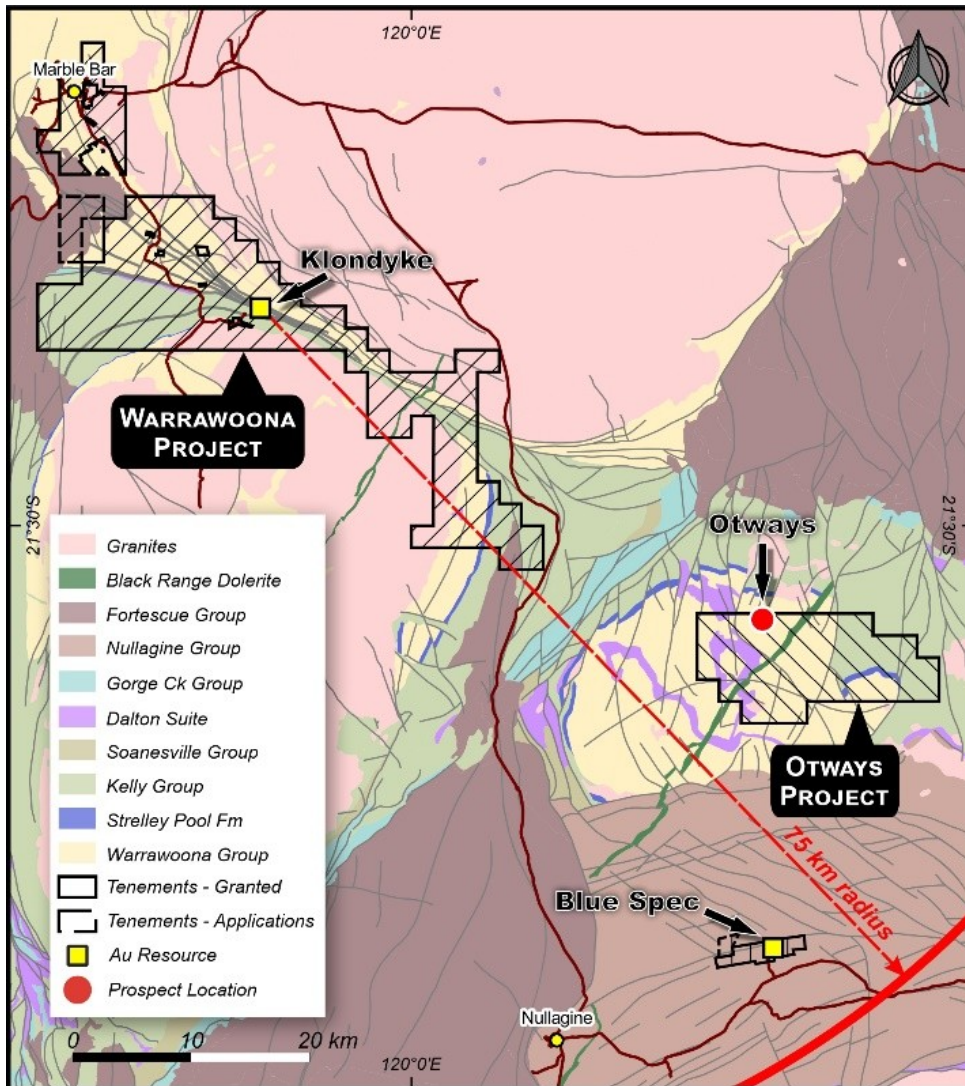 120°0'E
Marble Bar
Klondyke
WARRAWOONA
PROJECT
21°30'S
21°30'S
Otways
OTWAYS
PROJECT
Granites
Black Range Dolerite
Fortescue Group
Nullagine Group
Gorge Ck Group
Dalton Suite
Soanesville Group
Kelly Group
Strelley Pool Fm
Warrawoona Group
Tenements - Granted
Tenements - Applications
Au Resource
Prospect Location
75 km radius
Blue Spec
Nullagine
0 10 20 km
120°0'E